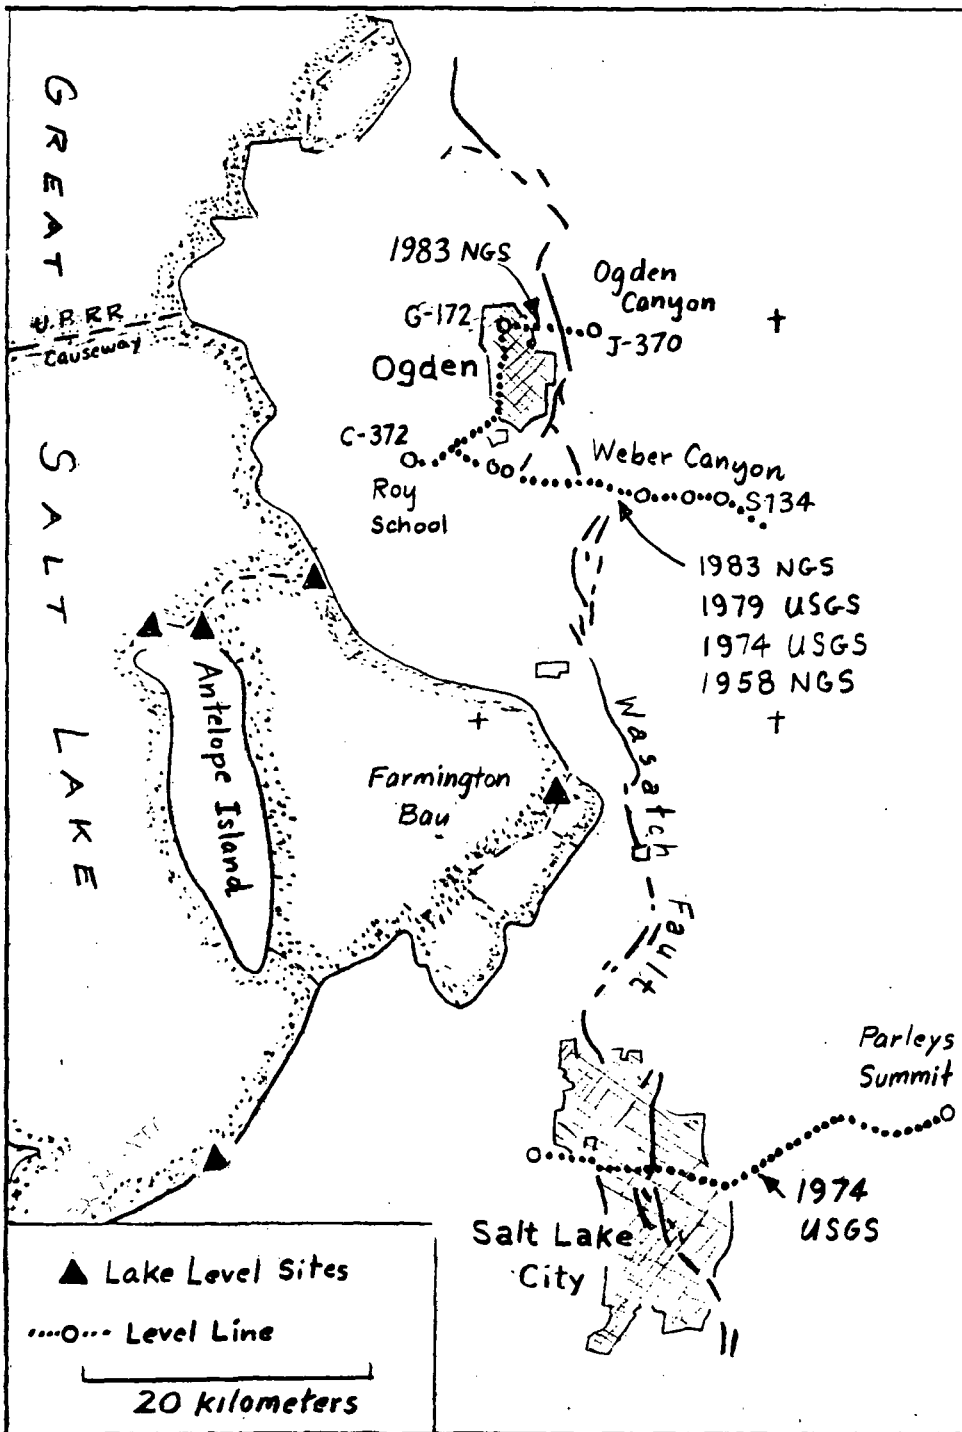 GREAT
SALT
LAKE
U.P. RR
Causeway
1983 NGS
Ogden
Canyon
G-172
J-370
Ogden
C-372
Roy
School
Weber Canyon
S134
1983 NGS
1979 USGS
1974 USGS
1958 NGS
Antelope Island
Farmington
Bay
Wasatch
Fault
Parleys
Summit
1974
USGS
Salt Lake
City
Lake Level Sites
Level Line
20 kilometers